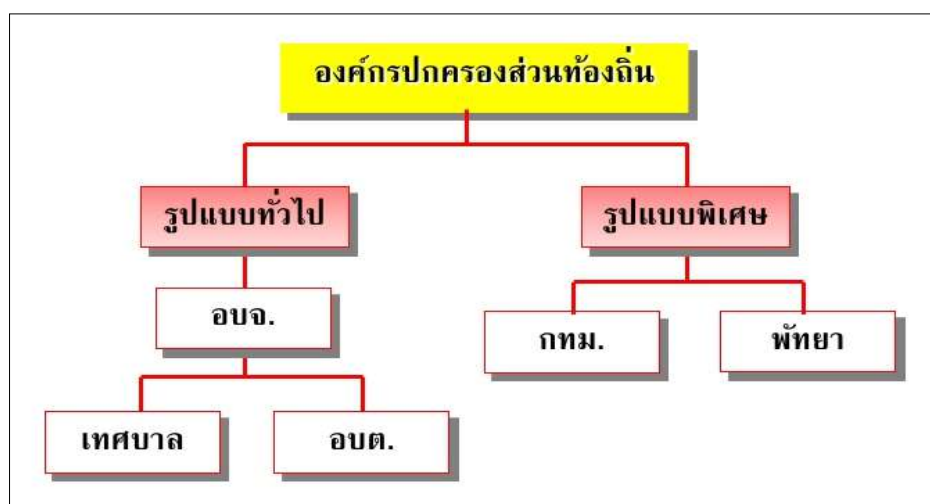 องค์กรปกครองส่วนท้องถิ่น
รูปแบบทั่วไป
รูปแบบพิเศษ
อบจ.
กทม.
พัทยา
เทศบาล
อบต.